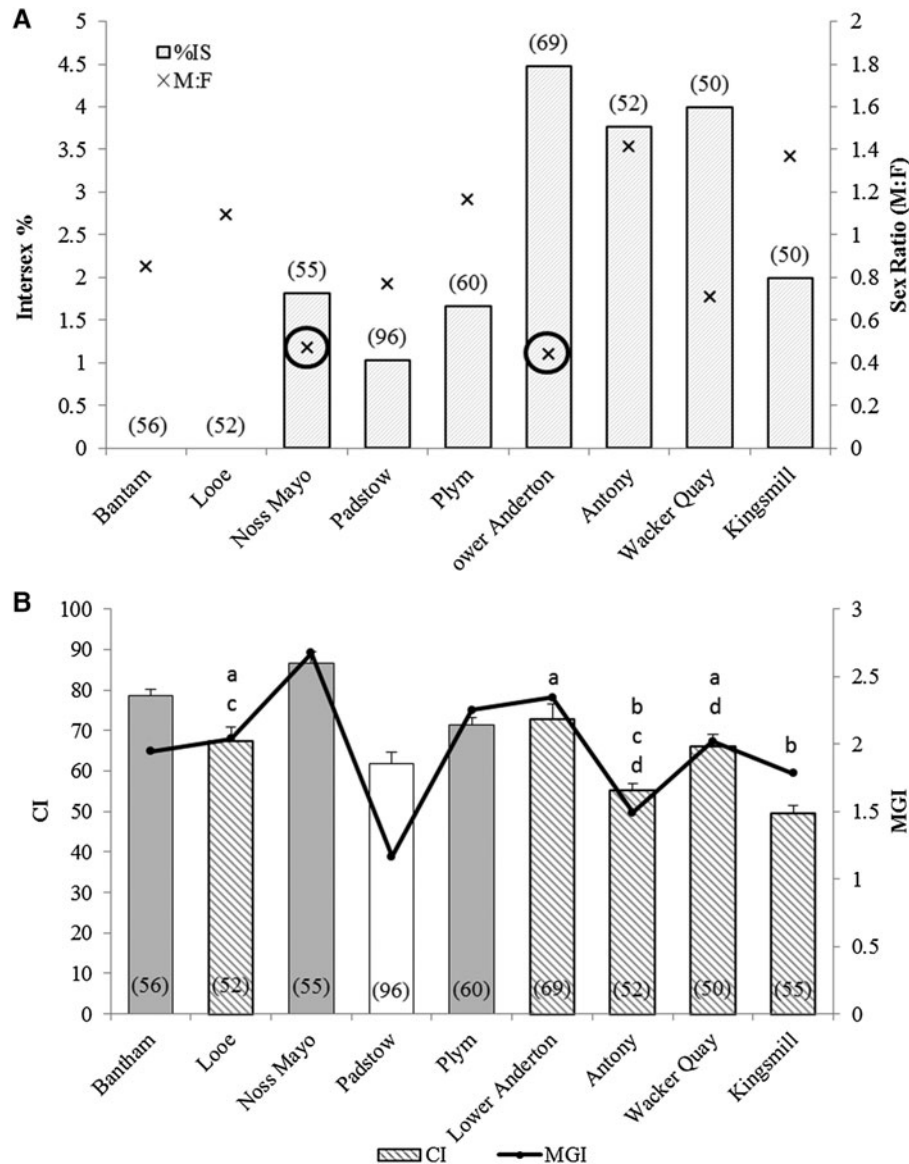 A
5
4.5
4
3.5
3
2.5
2
1.5
1
0.5
0
Intersex %
%IS
M:F
(56)
(52)
(55)
(96)
(60)
(69)
(52)
(50)
(50)
2
1.8
1.6
1.4
1.2
1
0.8
0.6
0.4
0.2
0
Sex Ratio (M:F)
Bantam
Looe
Noss Mayo
Padstow
Plym
ower Anderton
Antony
Wacker Quay
Kingsmill
B
100
90
80
70
60
50
40
30
20
10
0
CI
a
c
a
b
c
d
a
d
b
(56)
(52)
(55)
(96)
(60)
(69)
(52)
(50)
(55)
3
2.5
2
1.5
1
0.5
0
MGI
Bantham
Looe
Noss Mayo
Padstow
Plym
Lower Anderton
Antony
Wacker Quay
Kingsmill
CI
MGI